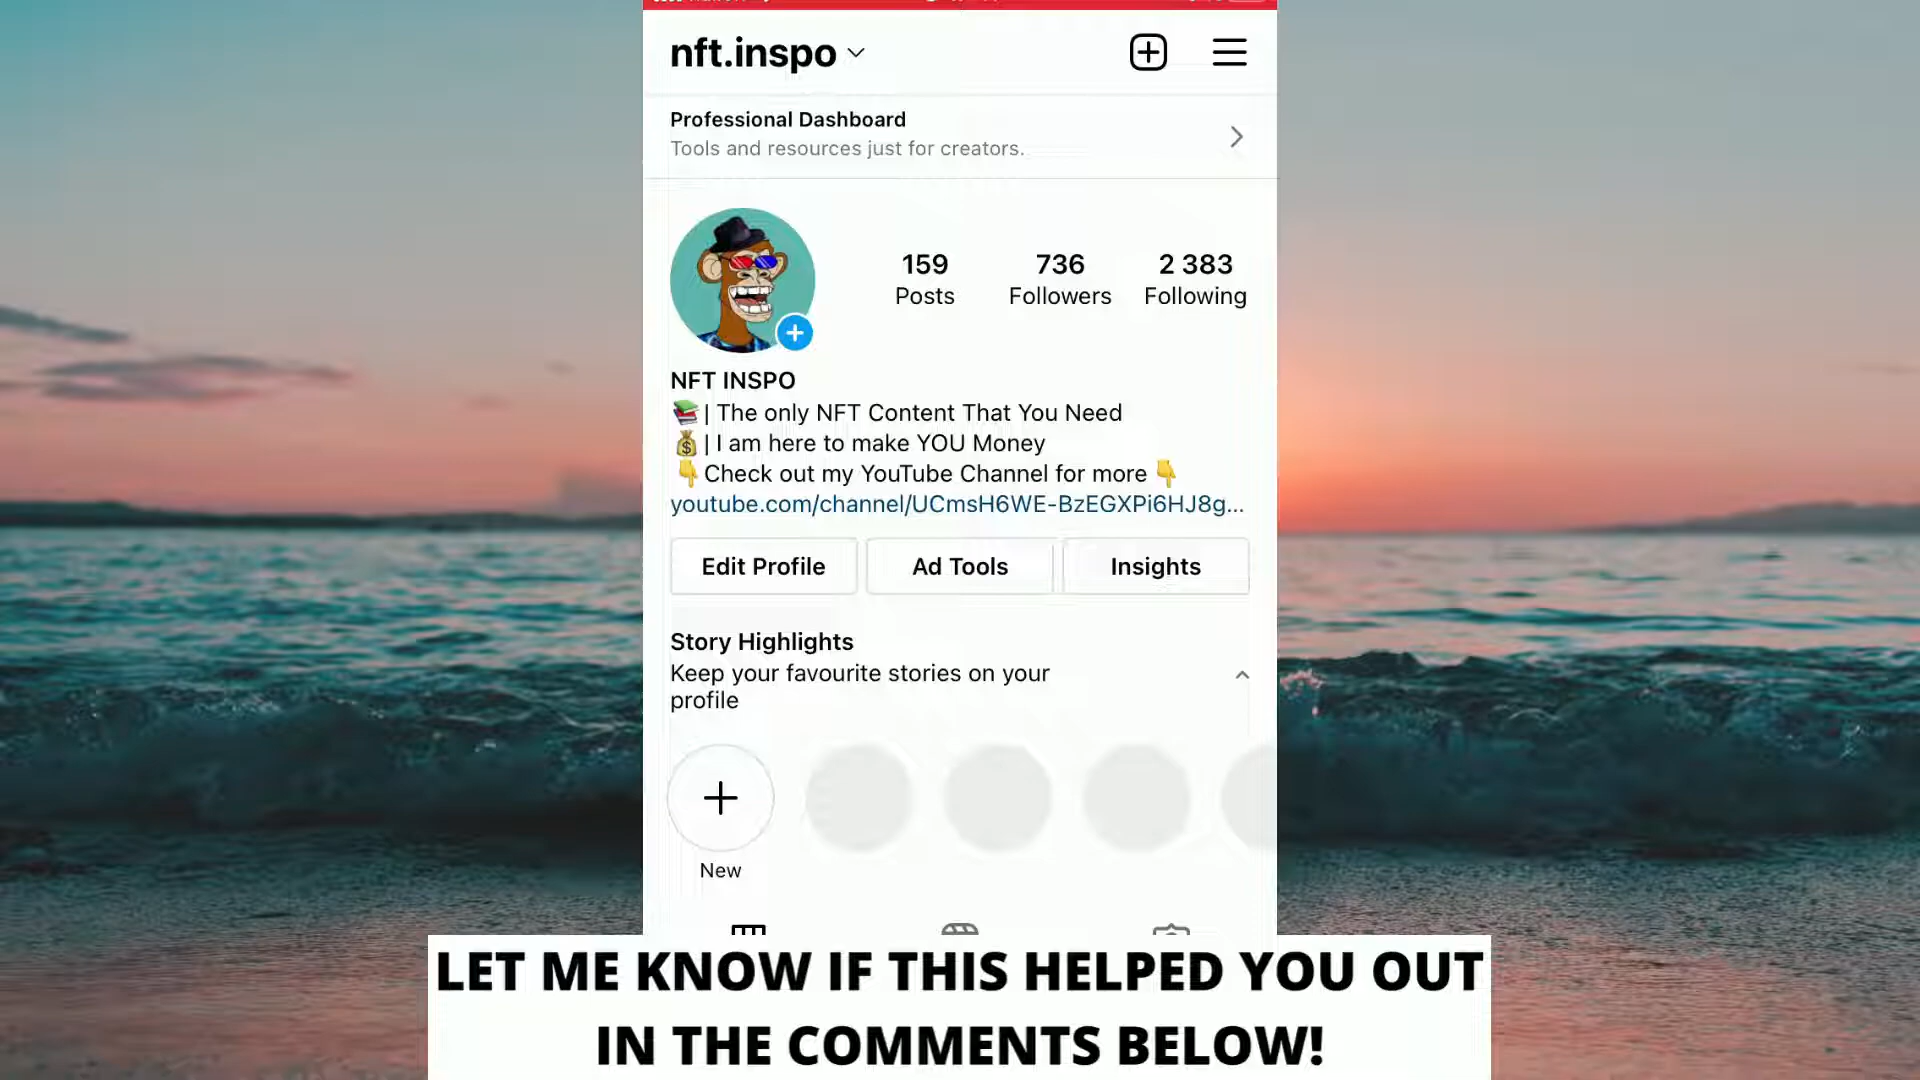 nft.inspo
Professional Dashboard
Tools and resources just for creators.
159
Posts
736
Followers
2 383
Following
NFT INSPO
📚| The only NFT Content That You Need
💰| I am here to make YOU Money
👇Check out my YouTube Channel for more 👇
youtube.com/channel/UCmsH6WE-BzEGXPi6HJ8g...
Edit Profile
Ad Tools
Insights
Story Highlights
Keep your favourite stories on your
profile
New
LET ME KNOW IF THIS HELPED YOU OUT
IN THE COMMENTS BELOW!